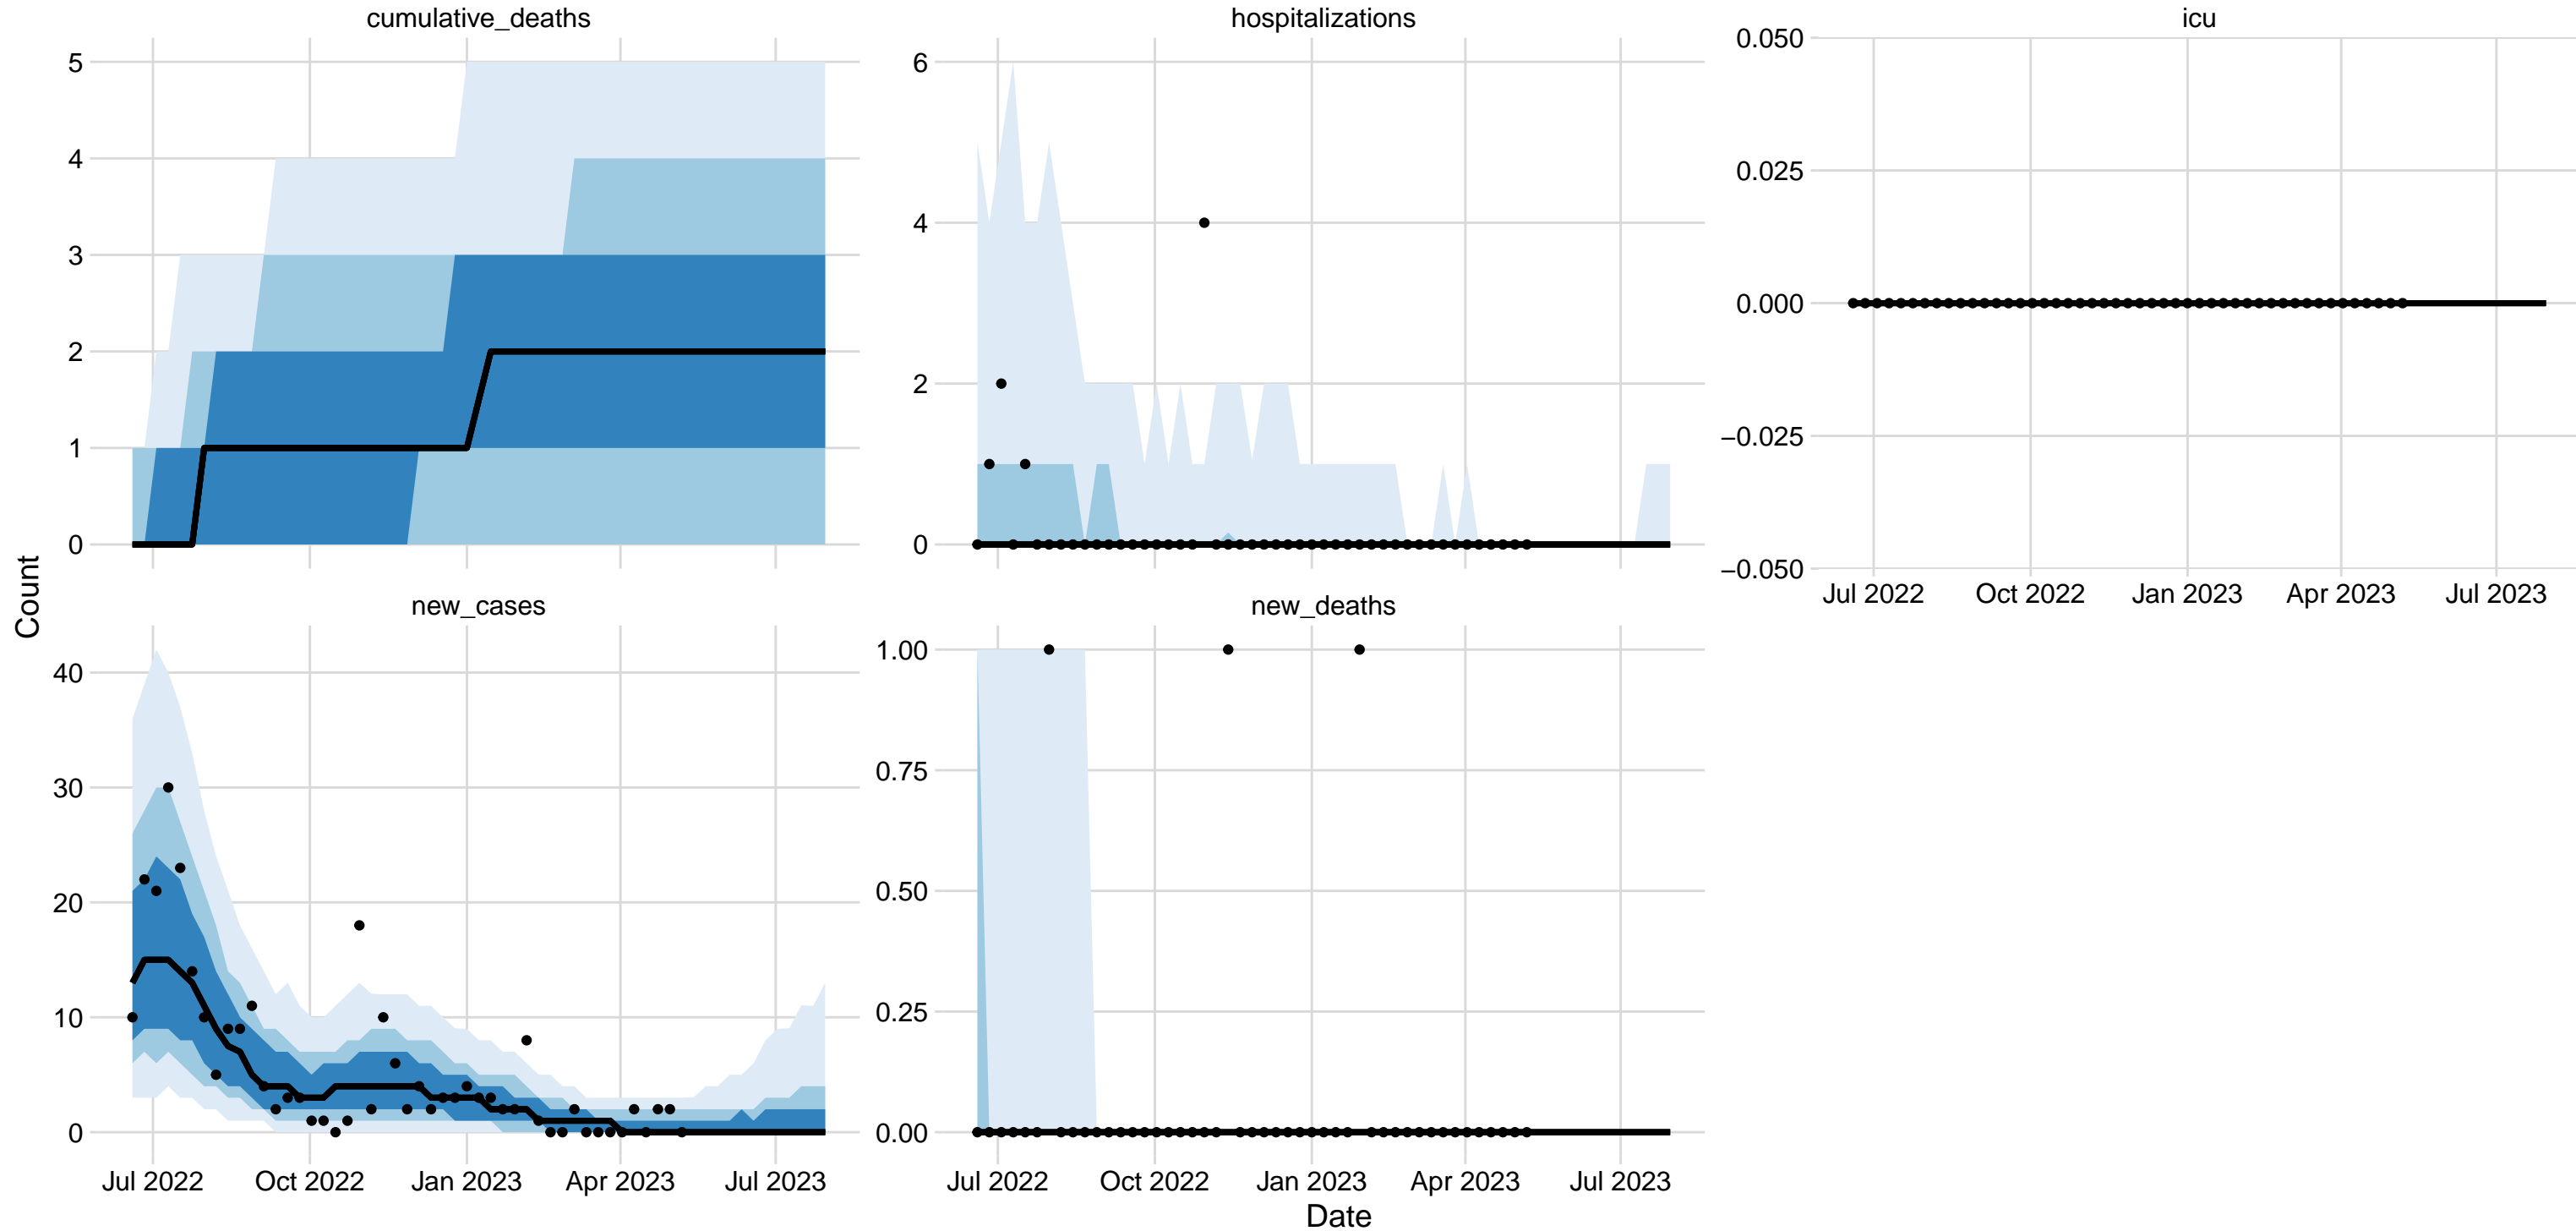 cumulative_deaths
hospitalizations
icu
5
4
3
2
1
0
6
4
2
0
0.050
0.025
0.000
−0.025
−0.050
Jul 2022 Oct 2022 Jan 2023 Apr 2023 Jul 2023
Count
new_cases
new_deaths
40
30
20
10
0
1.00
0.75
0.50
0.25
0.00
Jul 2022 Oct 2022 Jan 2023 Apr 2023 Jul 2023
Jul 2022 Oct 2022 Jan 2023 Apr 2023 Jul 2023
Date